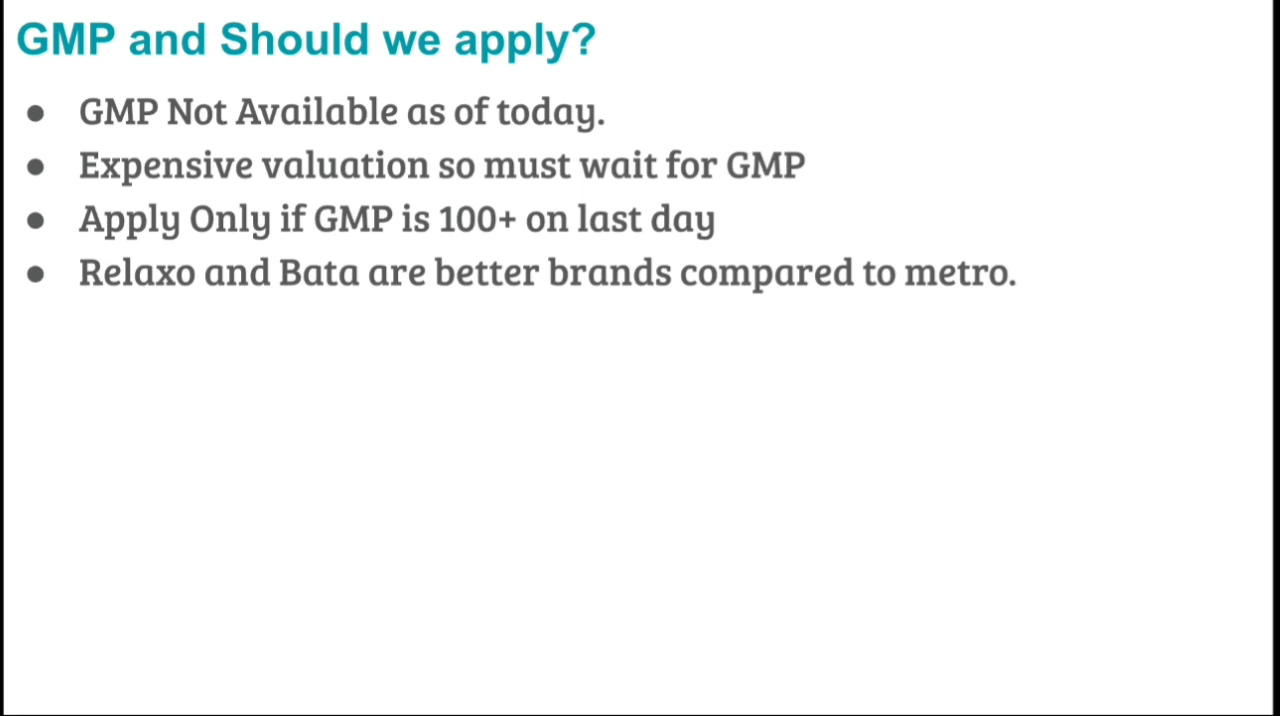 GMP and Should we apply?
● GMP Not Available as of today.
● Expensive valuation so must wait for GMP
● Apply Only if GMP is 100+ on last day
● Relaxo and Bata are better brands compared to metro.